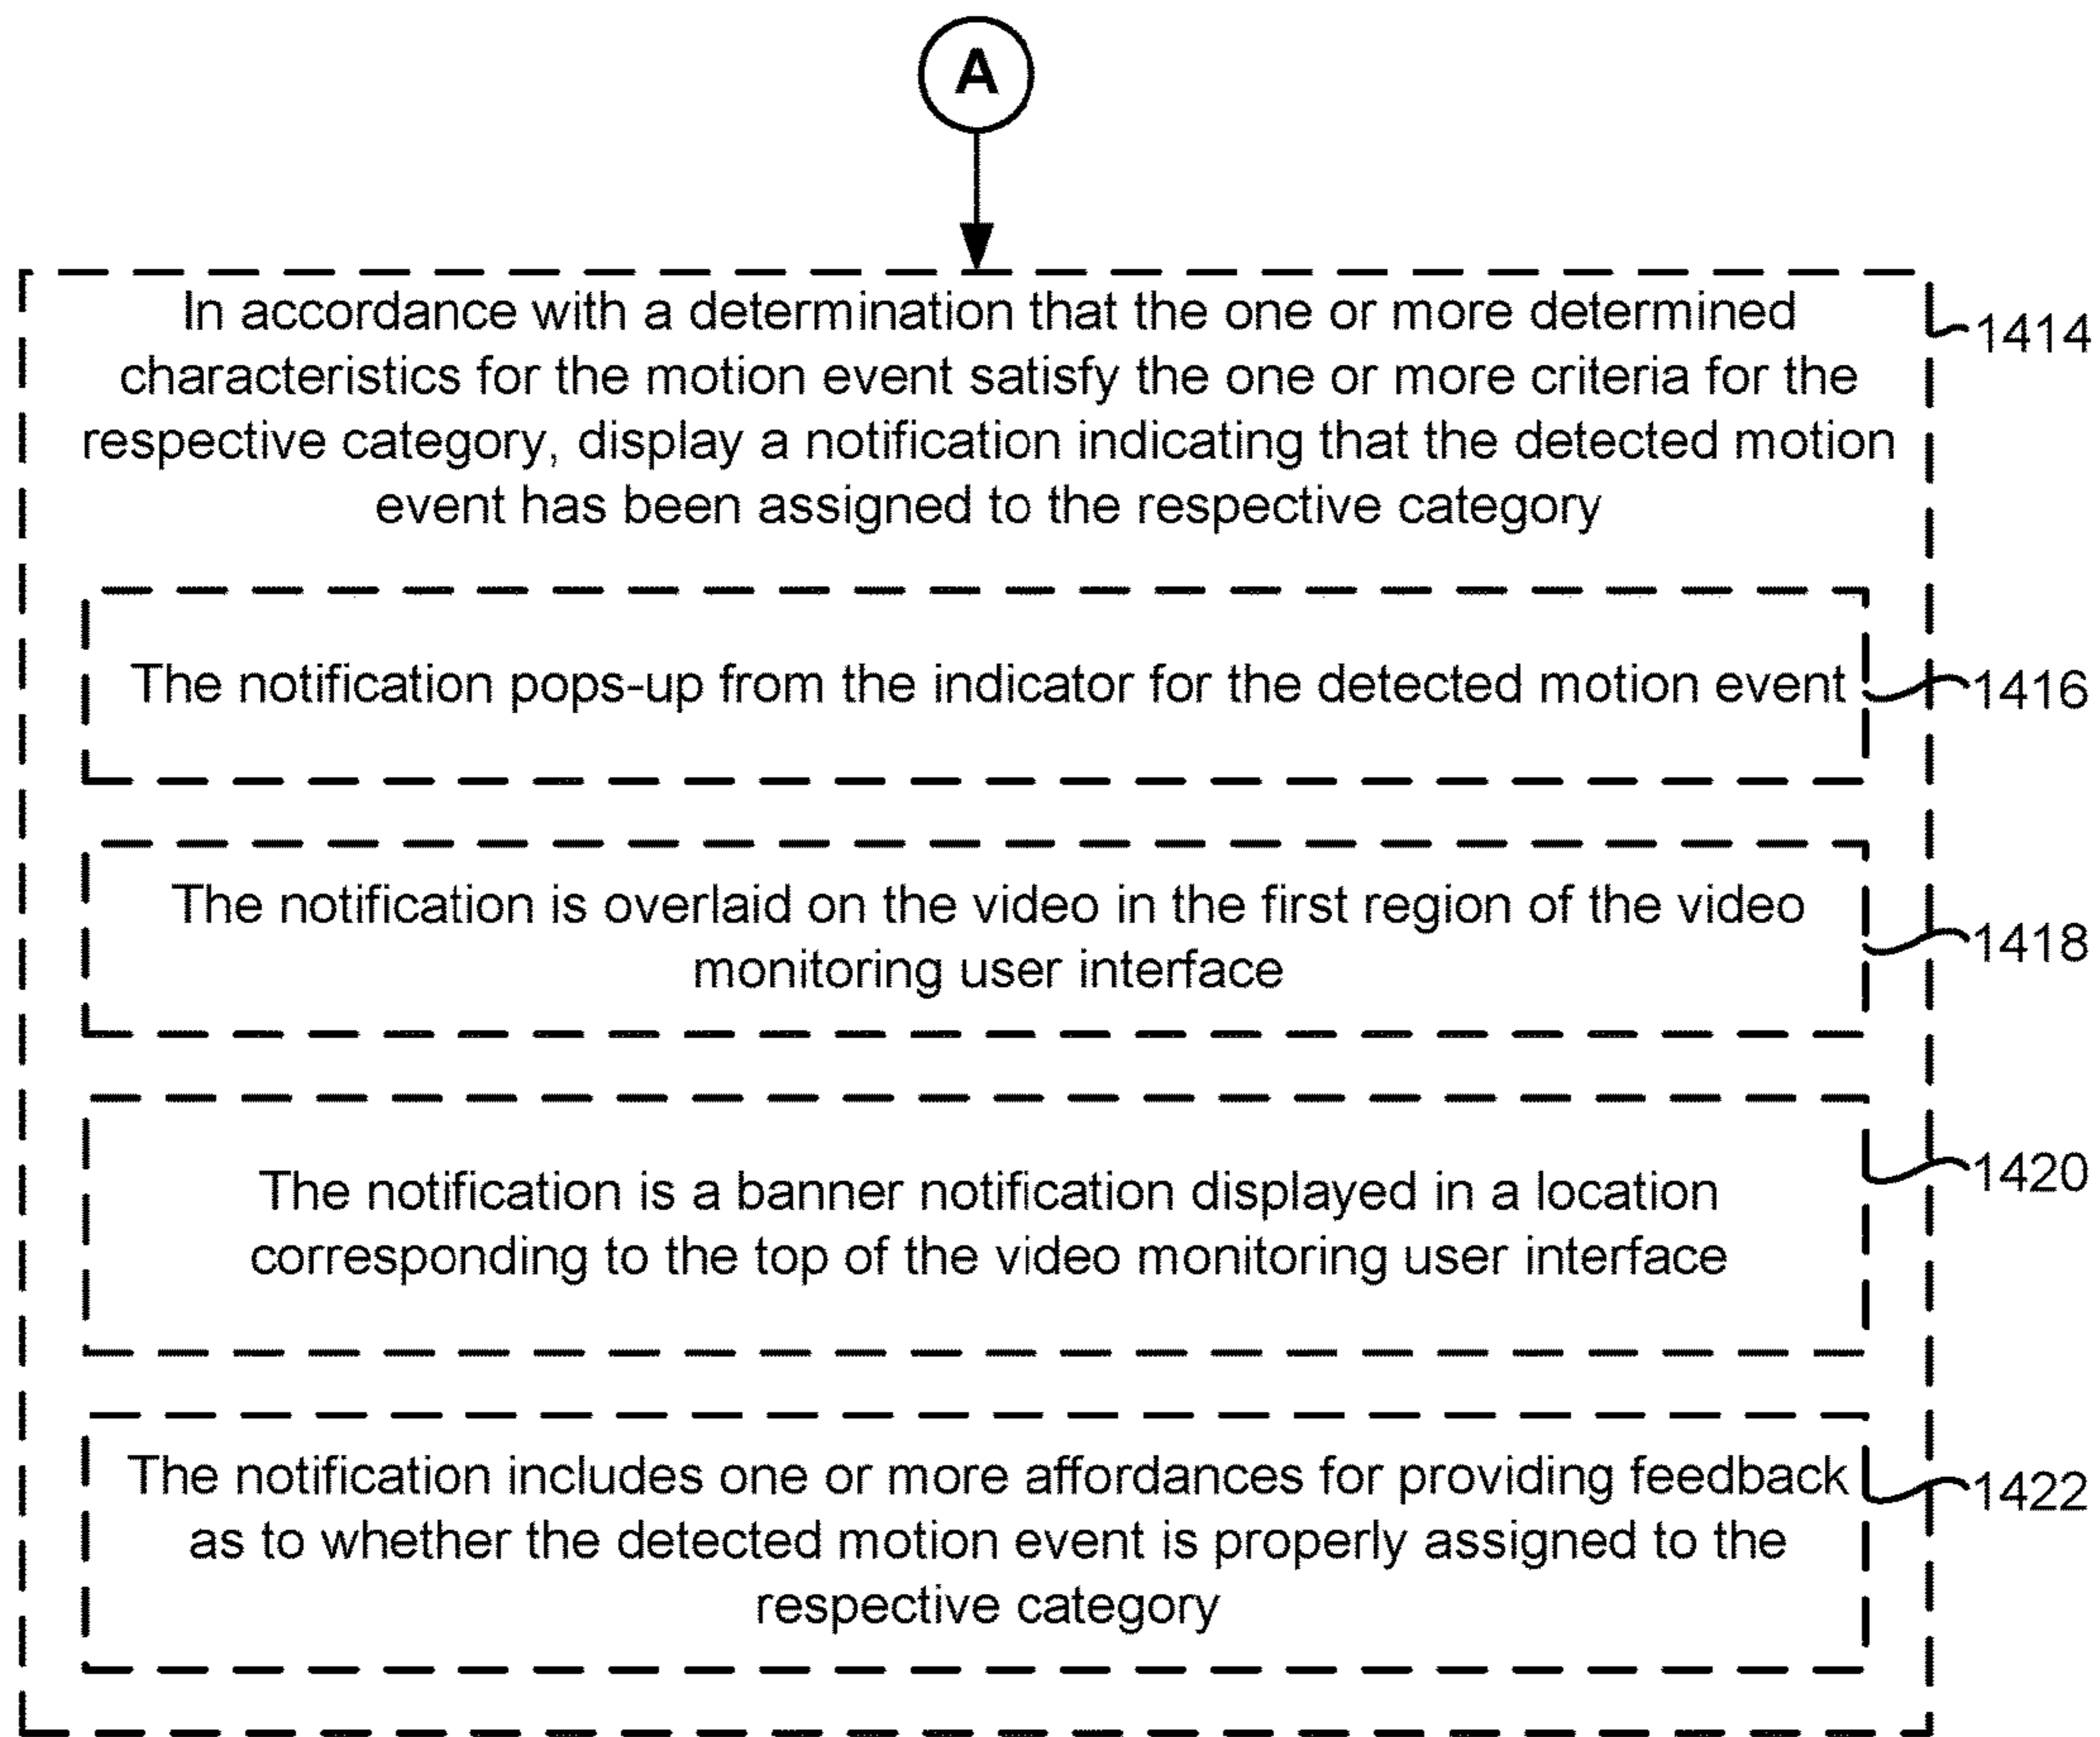 A
In accordance with a determination that the one or more determined
characteristics for the motion event satisfy the one or more criteria for the
respective category, display a notification indicating that the detected motion
event has been assigned to the respective category
1414
The notification pops-up from the indicator for the detected motion event
1416
The notification is overlaid on the video in the first region of the video
monitoring user interface
1418
The notification is a banner notification displayed in a location
corresponding to the top of the video monitoring user interface
1420
The notification includes one or more affordances for providing feedback
as to whether the detected motion event is properly assigned to the
respective category
1422